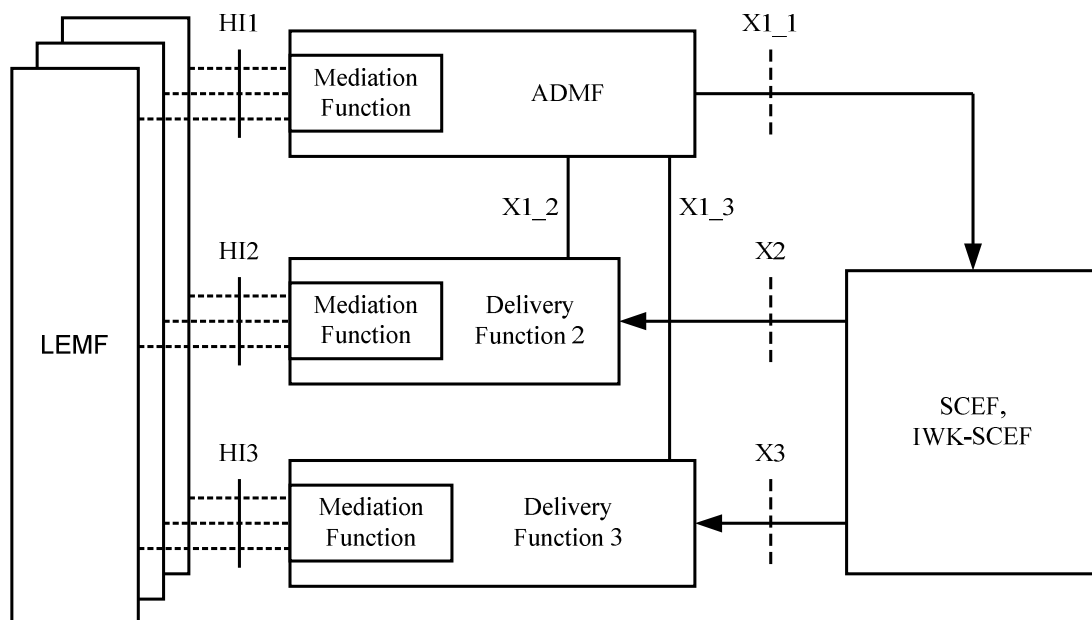 HI1
X1_1
Mediation
Function
ADMF
X1_2
X1_3
HI2
X2
Mediation
Function
Delivery
Function 2
LEMF
SCEF,
IWK-SCEF
HI3
X3
Mediation
Function
Delivery
Function 3